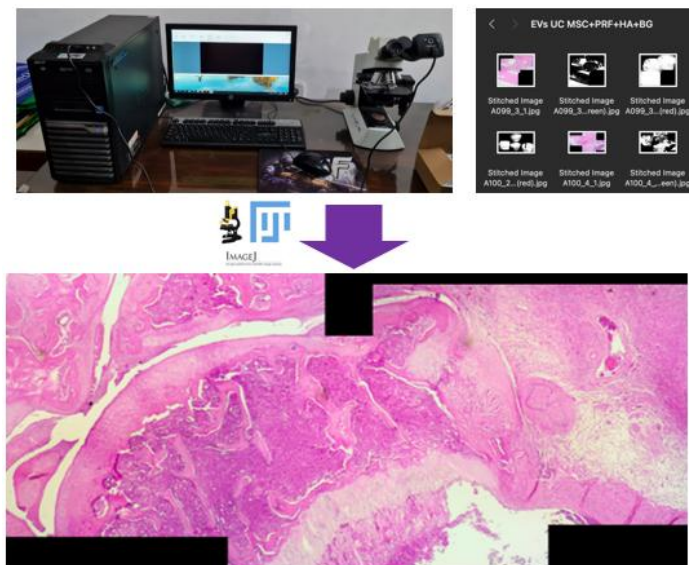 EVs UC MSC+PRF+HA+BG
Stitched Image
A099_3_1.jpg
Stitched Image
A099_3...reen).jpg
Stitched Image
A099_3...(red).jpg
Stitched Image
A100_2...(red).jpg
Stitched Image
A100_4_1.jpg
Stitched Image
A100_4_...een).jpg
IMAGEJ